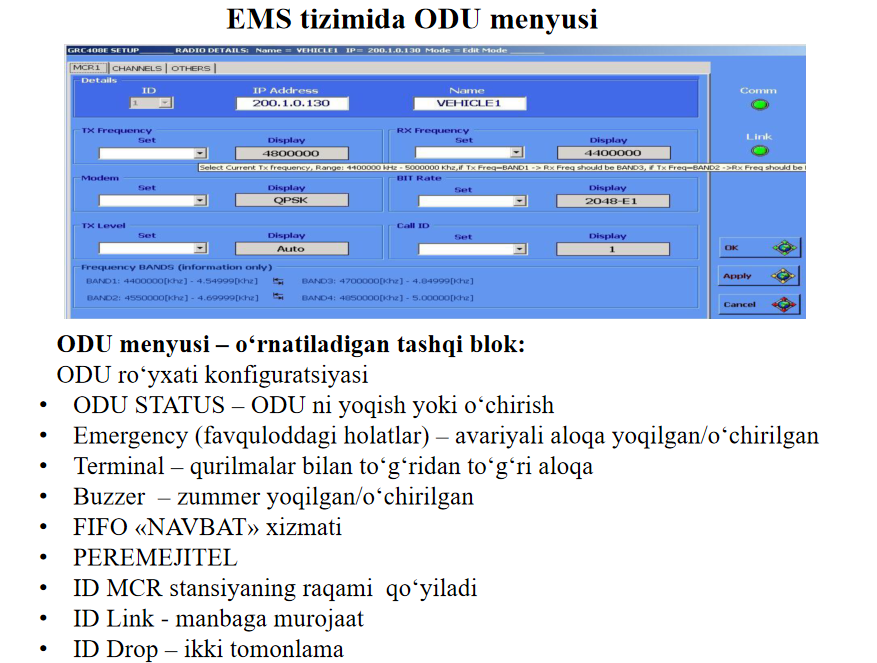 EMS tizimida ODU menyusi
GRC408E SETUP______RADIO DETAILS: Name = VEHICLE1 IP= 200.1.0.130 Mode = Edit Mode ______
MCR1 CHANNELS OTHERS
Details
ID IP Address Name
1 200.1.0.130 VEHICLE1
Comm
TX Frequency RX Frequency
Link
Set Display Set Display
4800000 4400000
Select Current Tx frequency, Range: 4400000 kHz - 5000000 Khz,if Tx Freq=BAND1 -> Rx Freq should be BAND3, if Tx Freq=BAND2 ->Rx Freq should be
Modem BIT Rate
Set Display Set Display
QPSK 2048-E1
TX Level Call ID
Set Display Set Display
Auto 1
OK
Frequency BANDS (information only)
Apply
BAND1: 4400000[Khz] - 4.54999[Khz] BAND3: 4700000[Khz] - 4.84999[Khz]
BAND2: 4550000[Khz] - 4.69999[Khz] BAND4: 4850000[Khz] - 5.00000[Khz]
Cancel
ODU menyusi – o‘rnatiladigan tashqi blok:
ODU ro‘yxati konfiguratsiyasi
• ODU STATUS – ODU ni yoqish yoki o‘chirish
• Emergency (favquloddagi holatlar) – avariyali aloqa yoqilgan/o‘chirilgan
• Terminal – qurilmalar bilan to‘g‘ridan to‘g‘ri aloqa
• Buzzer – zummer yoqilgan/o‘chirilgan
• FIFO «NAVBAT» xizmati
• PEREMEJITEL
• ID MCR stansiyaning raqami qo‘yiladi
• ID Link - manbaga murojaat
• ID Drop – ikki tomonlama